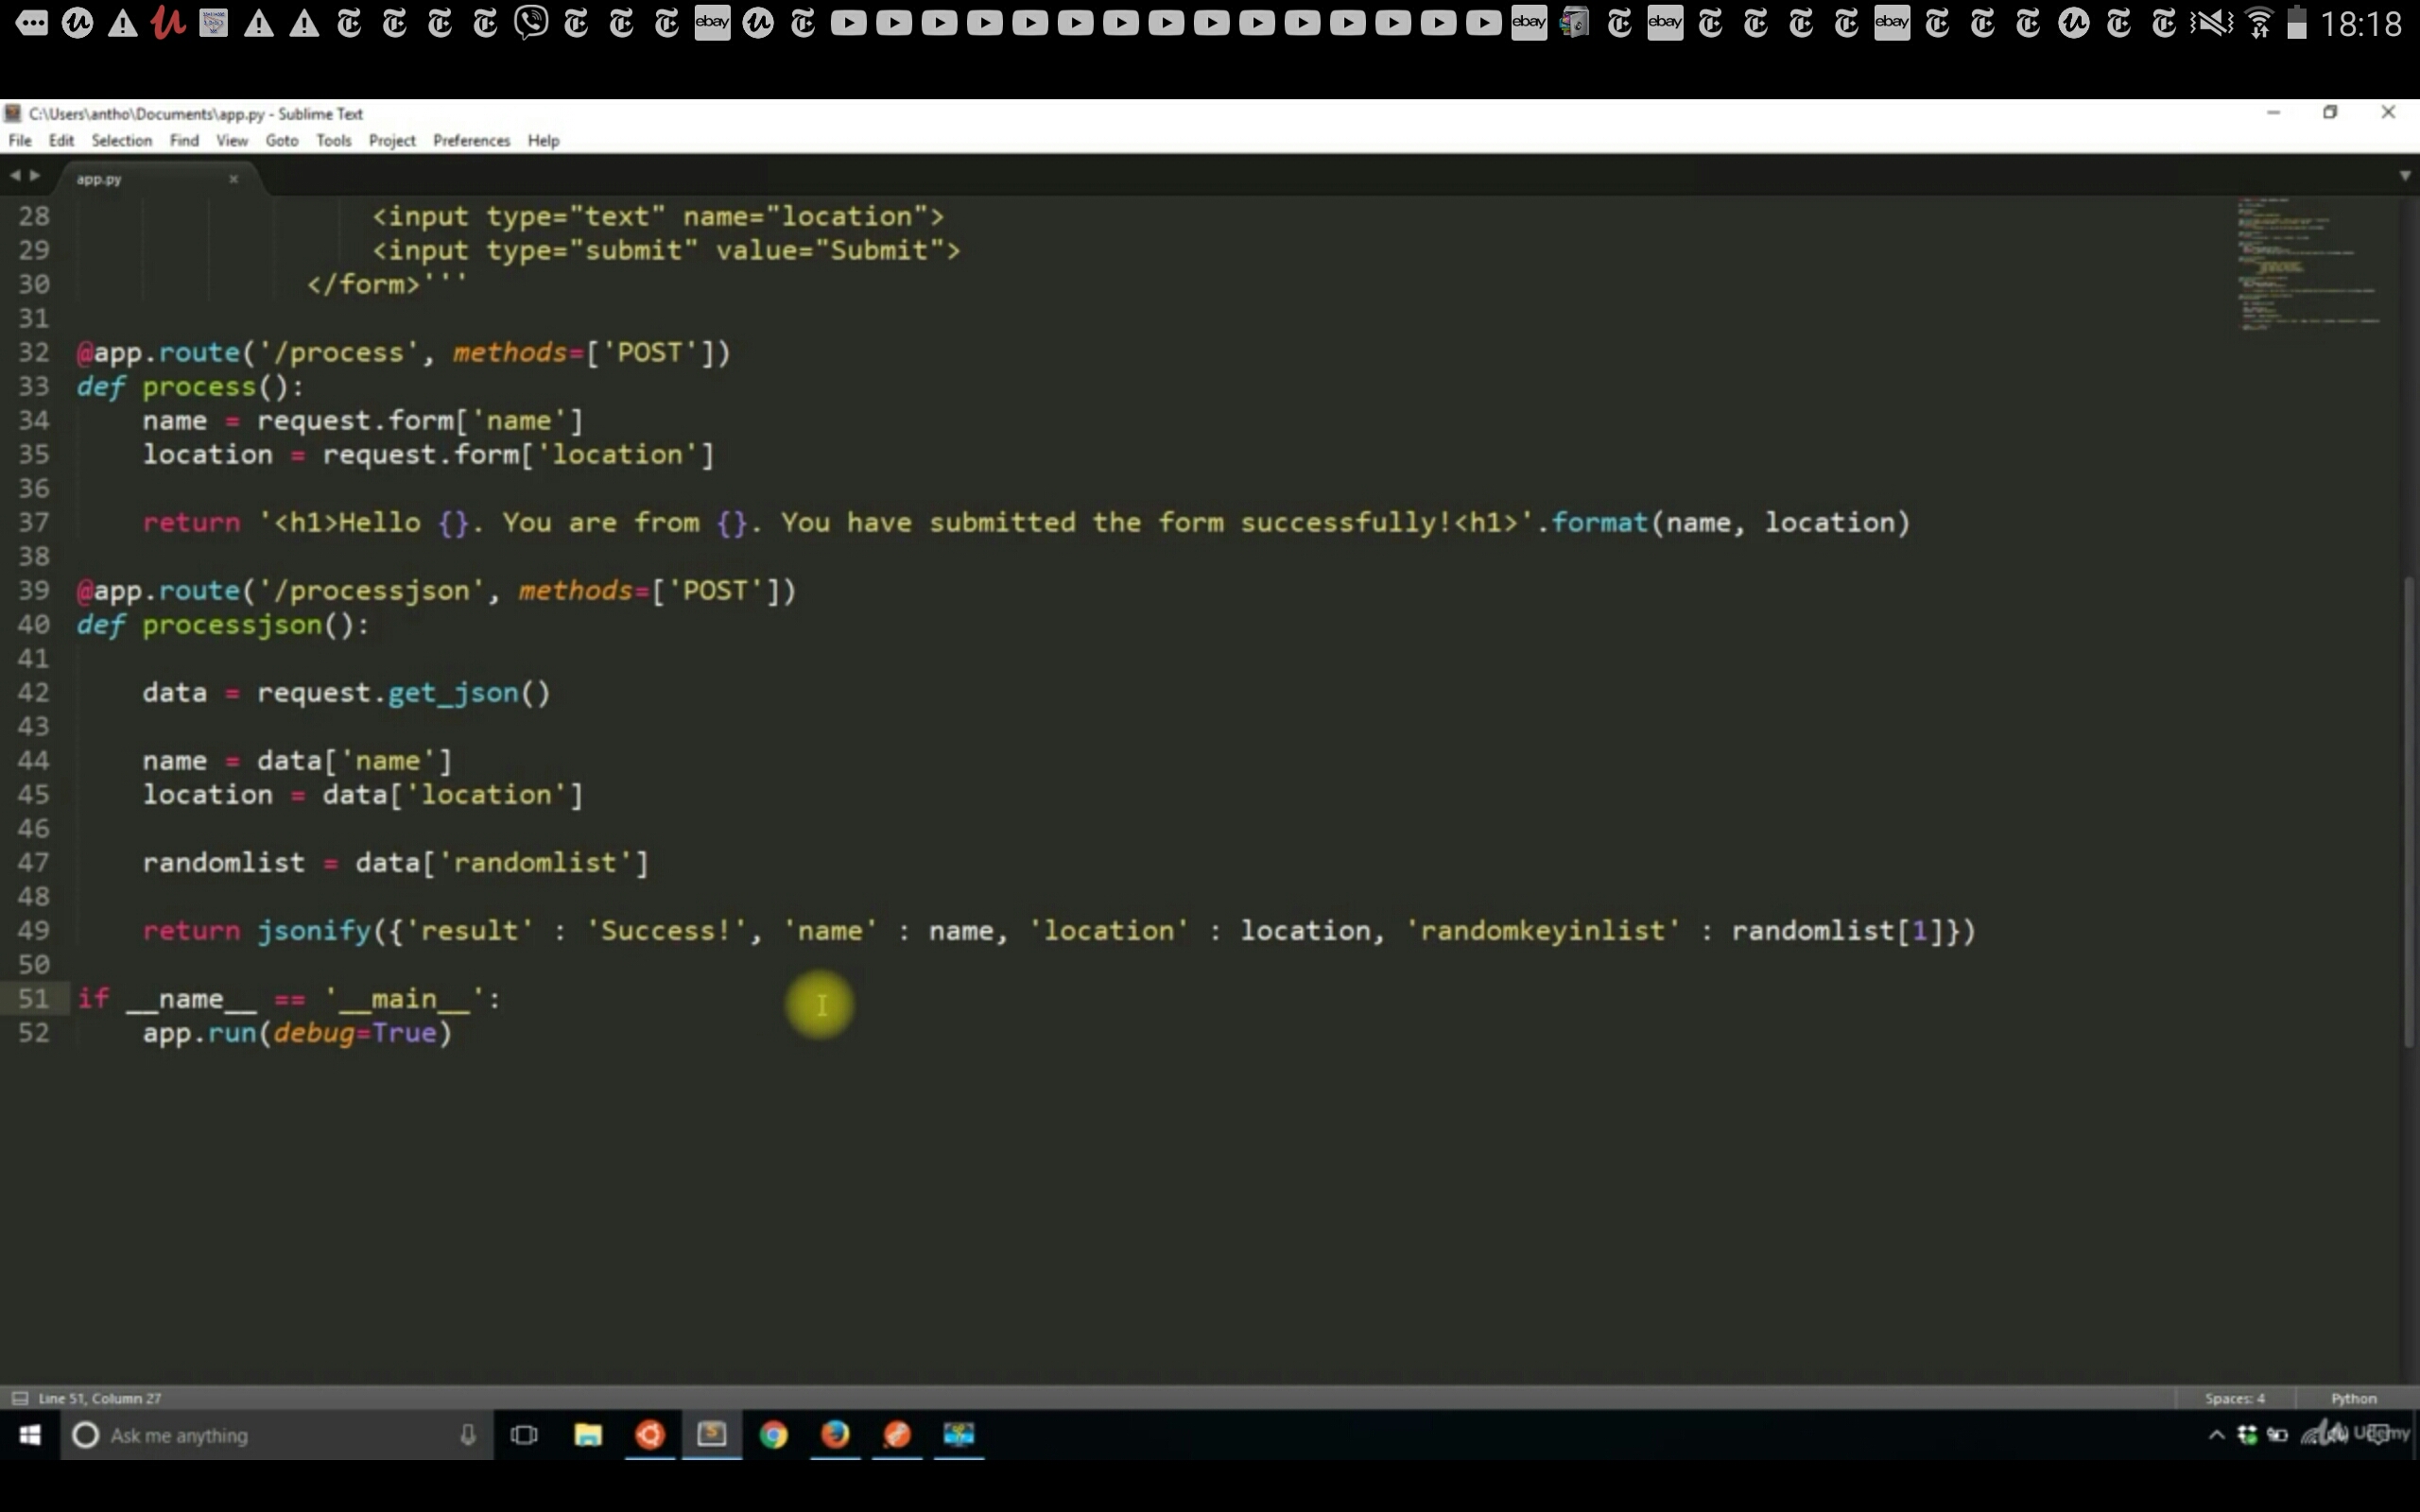 ebay ebay ebay ebay 18:18
C:\Users\antho\Documents\app.py - Sublime Text
File Edit Selection Find View Goto Tools Project Preferences Help
app.py
28 <input type="text" name="location">
29 <input type="submit" value="Submit">
30 </form>'''
31
32 @app.route('/process', methods=['POST'])
33 def process():
34 name = request.form['name']
35 location = request.form['location']
36
37 return '<h1>Hello {}. You are from {}. You have submitted the form successfully!<h1>'.format(name, location)
38
39 @app.route('/processjson', methods=['POST'])
40 def processjson():
41
42 data = request.get_json()
43
44 name = data['name']
45 location = data['location']
46
47 randomlist = data['randomlist']
48
49 return jsonify({'result' : 'Success!', 'name' : name, 'location' : location, 'randomkeyinlist' : randomlist[1]})
50
51 if __name__ == '__main__':
52 app.run(debug=True)
Line 51, Column 27 Spaces: 4 Python
Ask me anything Udemy